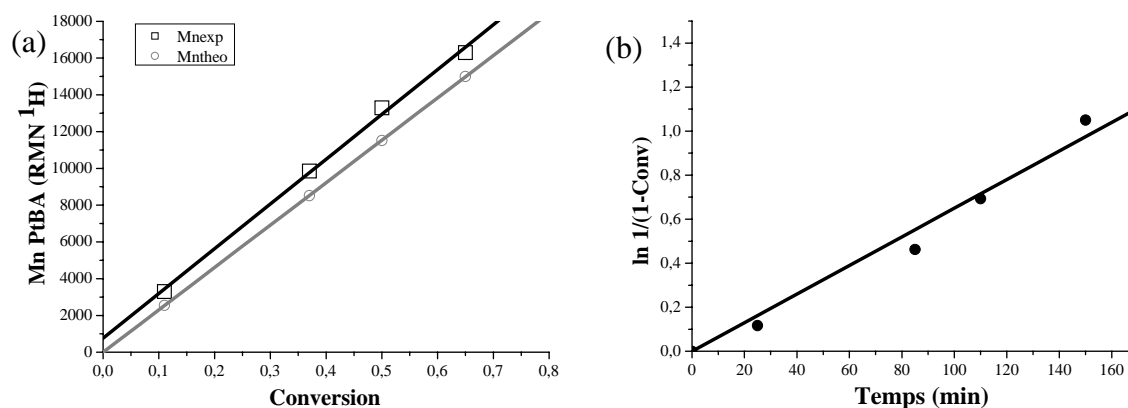 (a)
Mn PtBA (RMN ¹H)
18000
16000
14000
12000
10000
8000
6000
4000
2000
0
Mnexp
Mntheo
0,0 0,1 0,2 0,3 0,4 0,5 0,6 0,7 0,8
Conversion
(b)
ln 1/(1-Conv)
1,4
1,2
1,0
0,8
0,6
0,4
0,2
0,0
0 20 40 60 80 100 120 140 160
Temps (min)